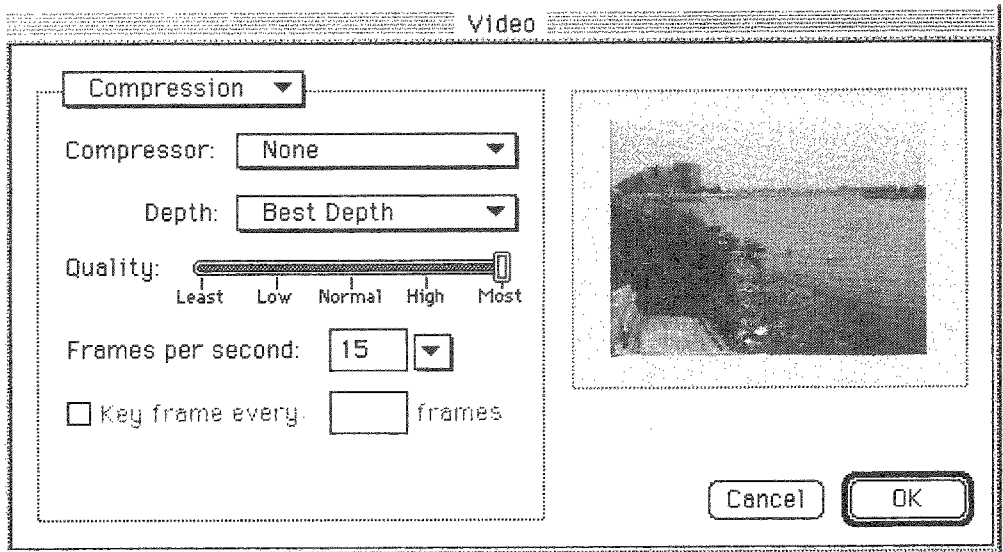 Video
Compression
Compressor: None
Depth: Best Depth
Quality:
Least Low Normal High Most
Frames per second: 15
Key frame every frames
Cancel OK